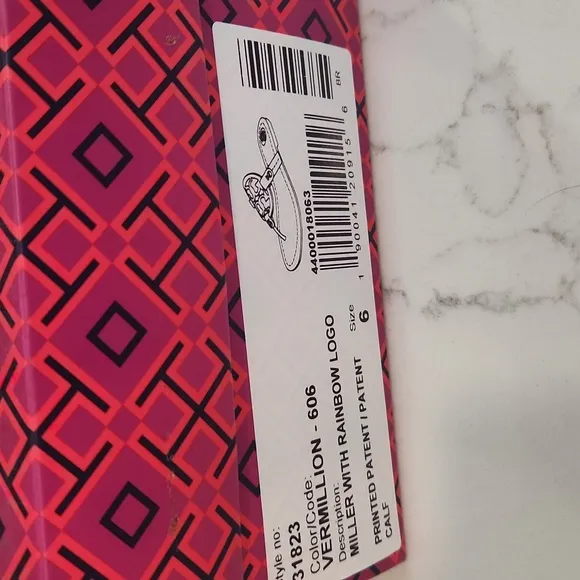 tyle no:
31823
Color/Code:
VERMILLION - 606
Description:
MILLER WITH RAINBOW LOGO
Size
6
PRINTED PATENT / PATENT
CALF
4400018063
1 90041 20915 6
BR